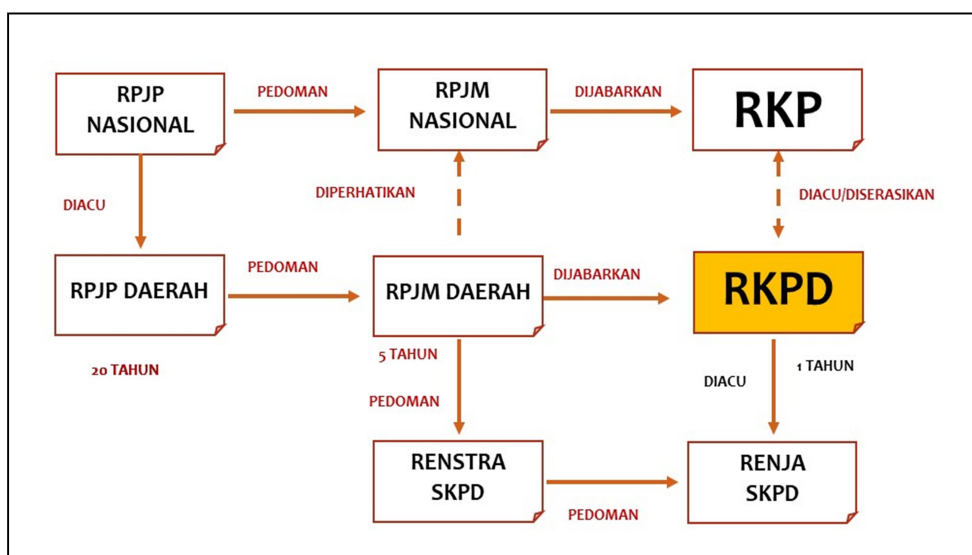 RPJP
NASIONAL
PEDOMAN
RPJM
NASIONAL
DIJABARKAN
RKP
DIACU
DIPERHATIKAN
DIACU/DISERASIKAN
RPJP DAERAH
PEDOMAN
RPJM DAERAH
DIJABARKAN
RKPD
20 TAHUN
5 TAHUN
1 TAHUN
DIACU
PEDOMAN
RENSTRA
SKPD
PEDOMAN
RENJA
SKPD